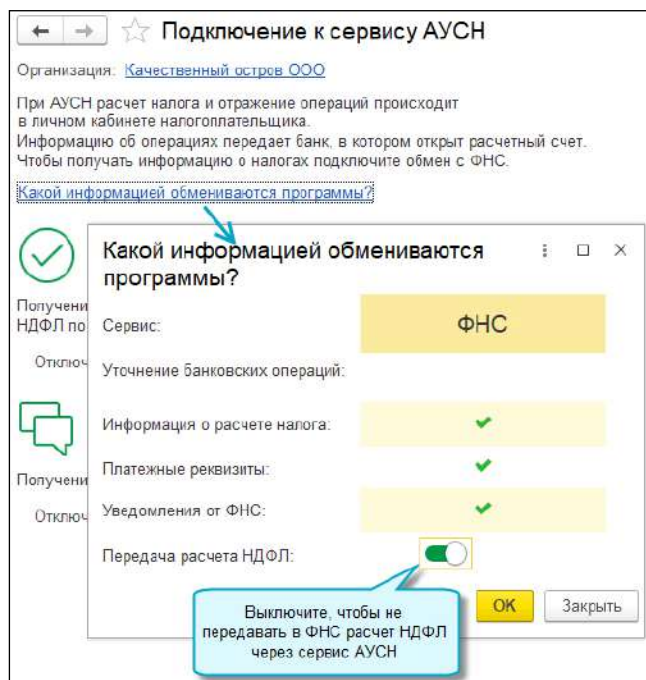 Подключение к сервису АУСН
Организация: Качественный остров ООО
При АУСН расчет налога и отражение операций происходит
в личном кабинете налогоплательщика.
Информацию об операциях передает банк, в котором открыт расчетный счет.
Чтобы получать информацию о налогах подключите обмен с ФНС.
Какой информацией обмениваются программы?
Какой информацией обмениваются
программы?
Получени
НДФЛ по
Сервис:
ФНС
Отключ
Уточнение банковских операций:
Информация о расчете налога:
Платежные реквизиты:
Получени
Уведомления от ФНС:
Отключ
Передача расчета НДФЛ:
Выключите, чтобы не
передавать в ФНС расчет НДФЛ
через сервис АУСН
ОК
Закрыть